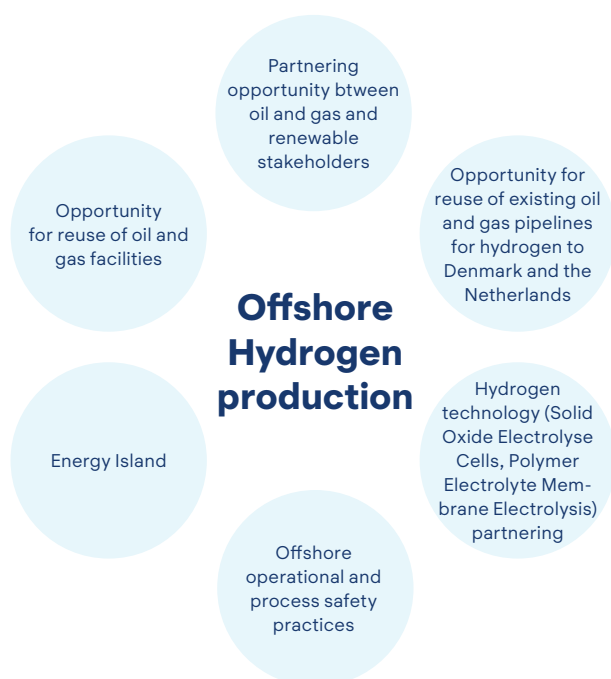 Partnering
opportunity btween
oil and gas and
renewable
stakeholders
Opportunity
for reuse of oil and
gas facilities
Opportunity for
reuse of existing oil
and gas pipelines
for hydrogen to
Denmark and the
Netherlands
Offshore
Hydrogen
production
Energy Island
Hydrogen
technology (Solid
Oxide Electrolyse
Cells, Polymer
Electrolyte Mem-
brane Electrolysis)
partnering
Offshore
operational and
process safety
practices